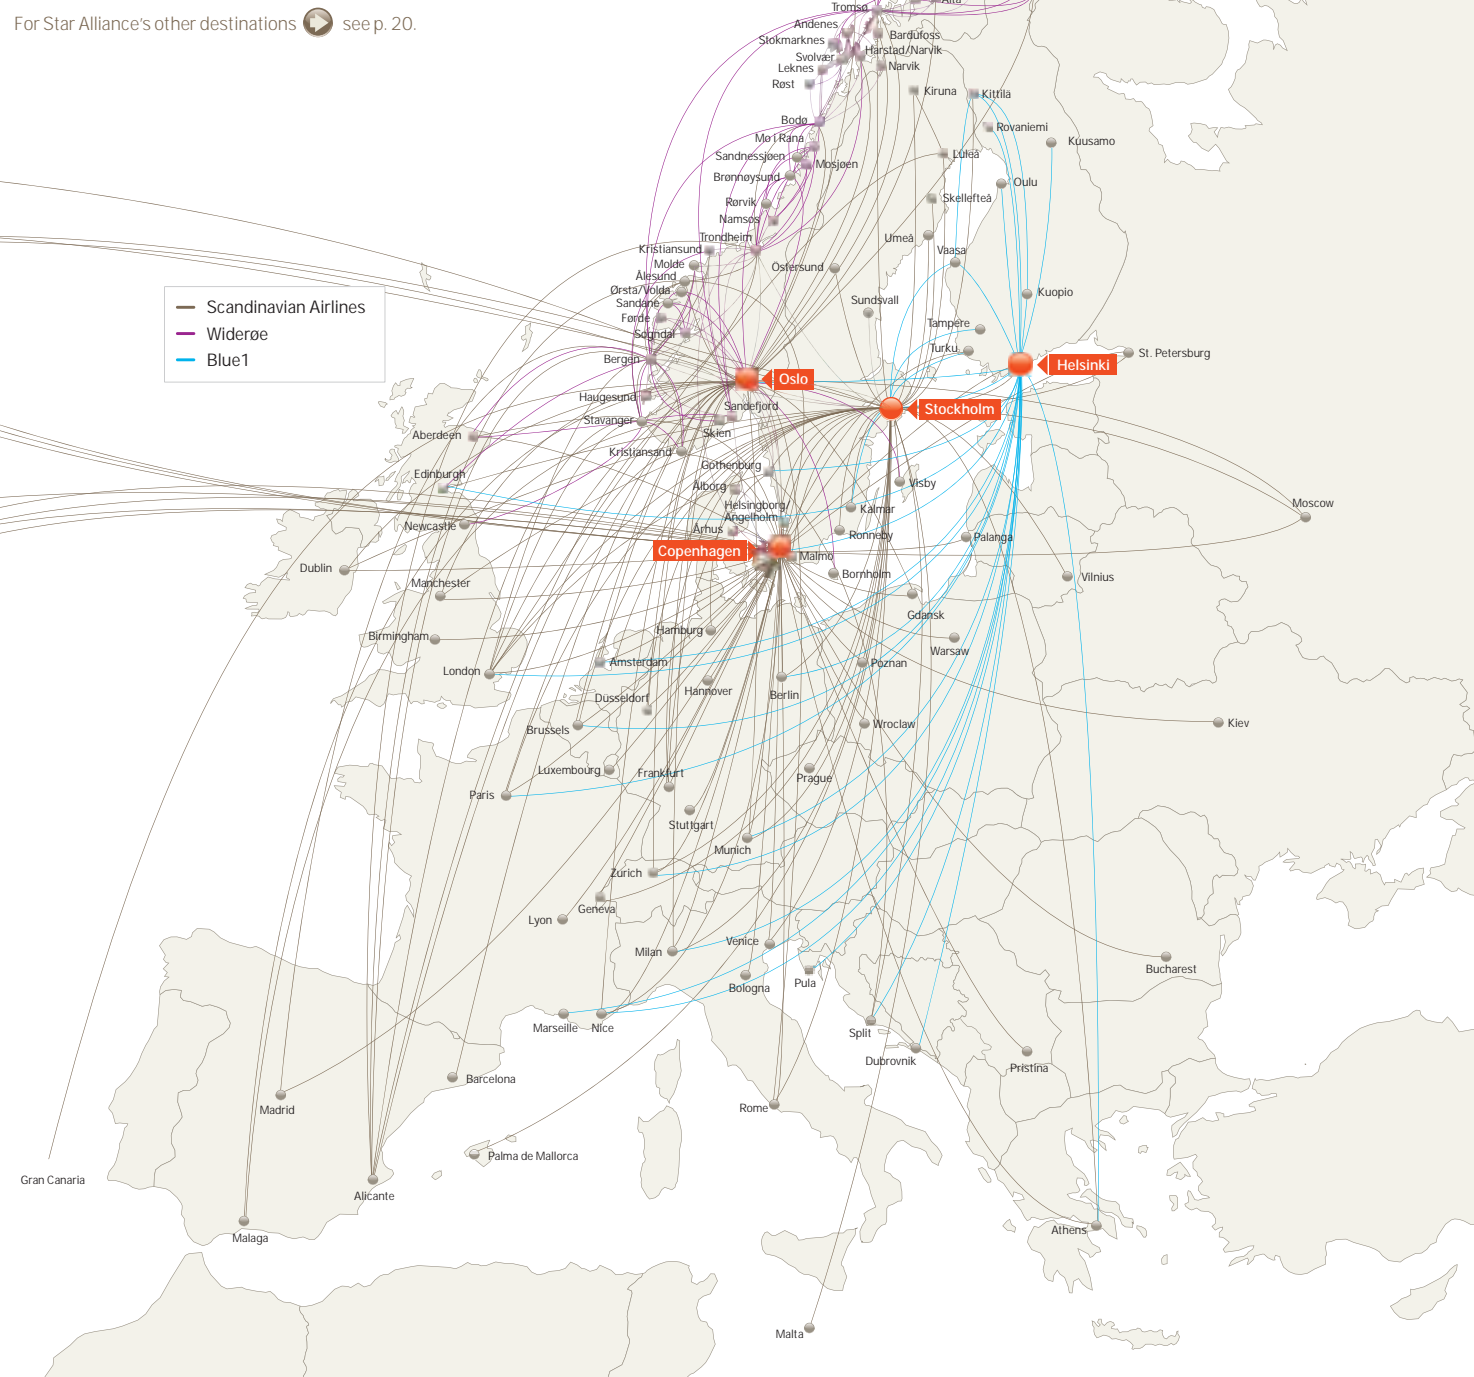 For Star Alliance's other destinations see p. 20.
Tromsø
Alta
Andenes
Bardufoss
Stokmarknes
Harstad/Narvik
Svolvær
Leknes
Narvik
Røst
Kiruna
Kittilä
Bodø
Rovaniemi
Mo i Rana
Kuusamo
Sandnessjøen
Luleå
Mosjøen
Brønnøysund
Oulu
Rørvik
Skellefteå
Namsos
Umeå
Trondheim
Kristiansund
Vaasa
Molde
Östersund
Ålesund
Ørsta/Volda
Kuopio
Sandane
Sundsvall
Førde
Tampere
Sogndal
Turku
St. Petersburg
Bergen
Helsinki
Oslo
Haugesund
Sandefjord
Stockholm
Stavanger
Skien
Aberdeen
Kristiansand
Gothenburg
Edinburgh
Visby
Ålborg
Moscow
Helsingborg/
Ängelholm
Kalmar
Newcastle
Århus
Ronneby
Palanga
Copenhagen
Malmö
Dublin
Bornholm
Vilnius
Manchester
Gdansk
Hamburg
Birmingham
Warsaw
Amsterdam
Poznan
London
Hannover
Berlin
Düsseldorf
Brussels
Wroclaw
Kiev
Luxembourg
Frankfurt
Prague
Paris
Stuttgart
Munich
Zürich
Geneva
Lyon
Venice
Milan
Bucharest
Pula
Bologna
Marseille
Nice
Split
Dubrovnik
Pristina
Barcelona
Madrid
Rome
Palma de Mallorca
Gran Canaria
Alicante
Athens
Malaga
Malta
Scandinavian Airlines
Widerøe
Blue1